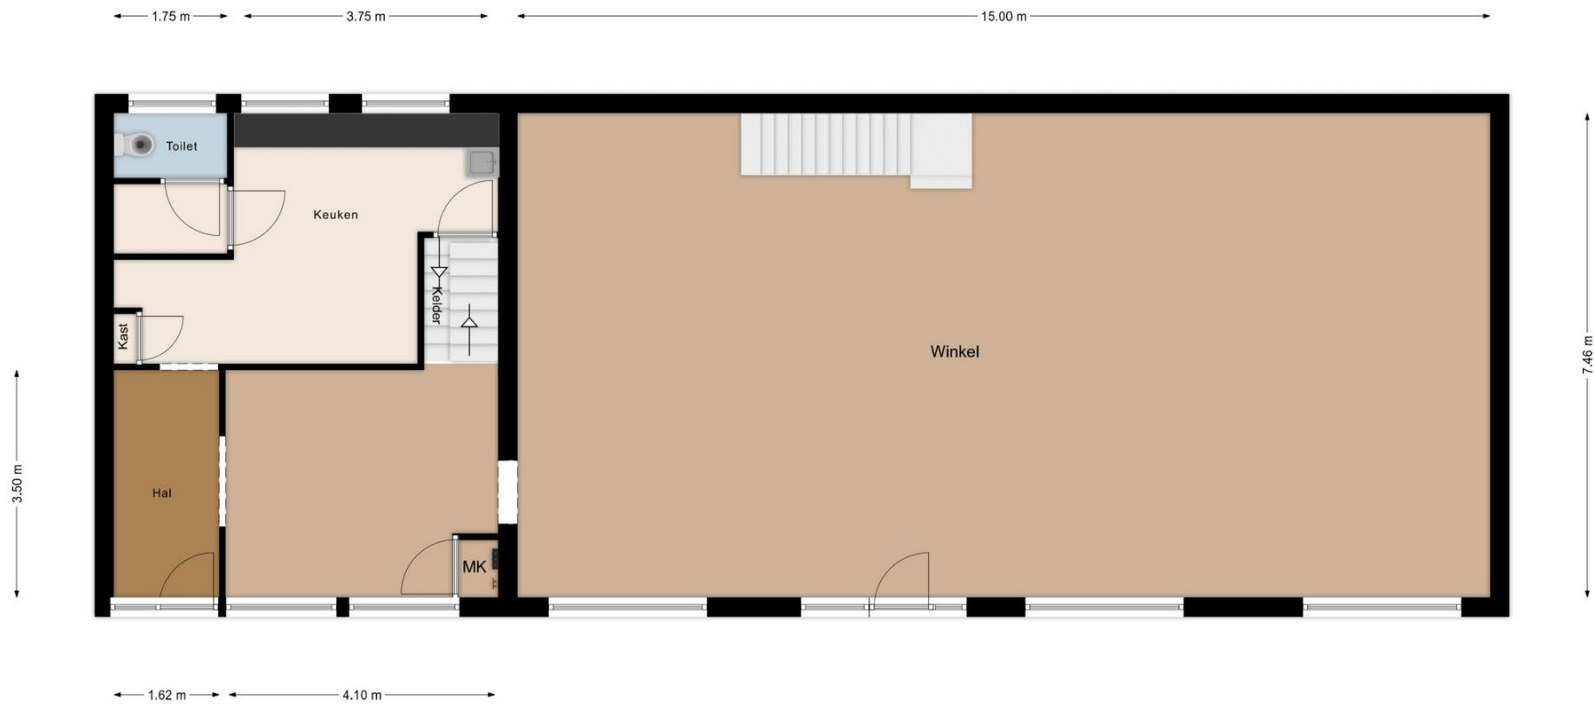 1.75 m
3.75 m
15.00 m
Toilet
Keuken
Kelder
Kast
Winkel
7.46 m
3.50 m
Hal
MK
1.62 m
4.10 m